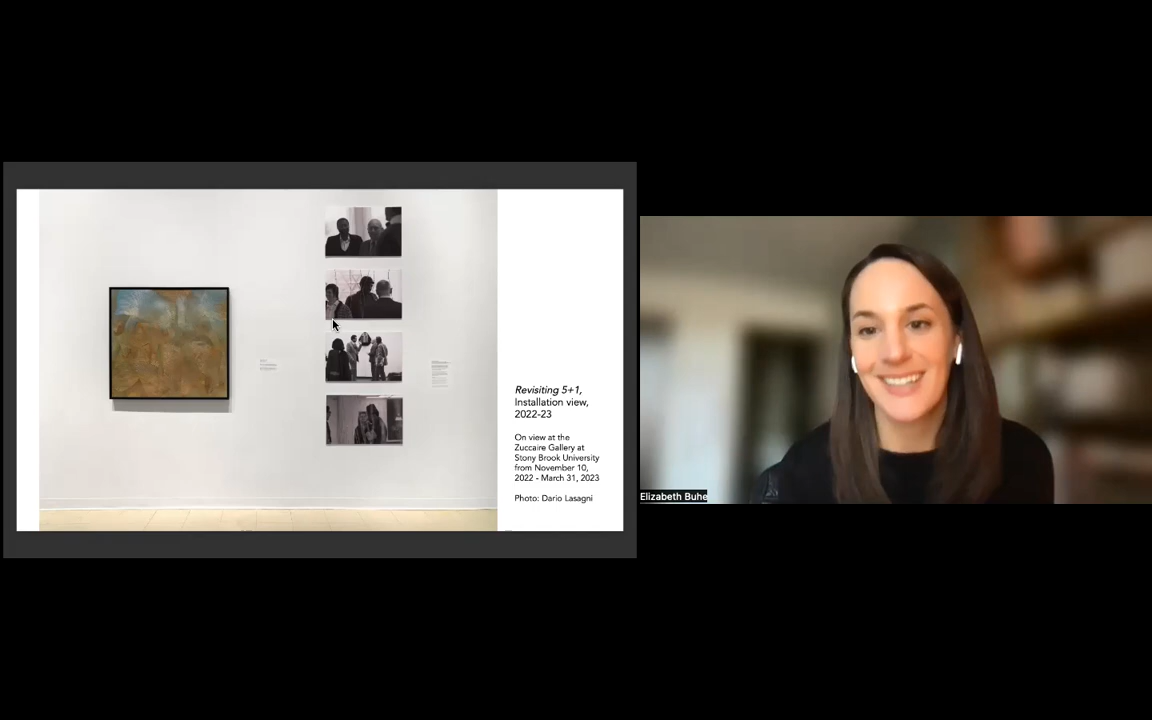 Revisiting 5+1,
Installation view,
2022-23
On view at the
Zuccaire Gallery at
Stony Brook University
from November 10,
2022 - March 31, 2023
Photo: Dario Lasagni
Elizabeth Buhe